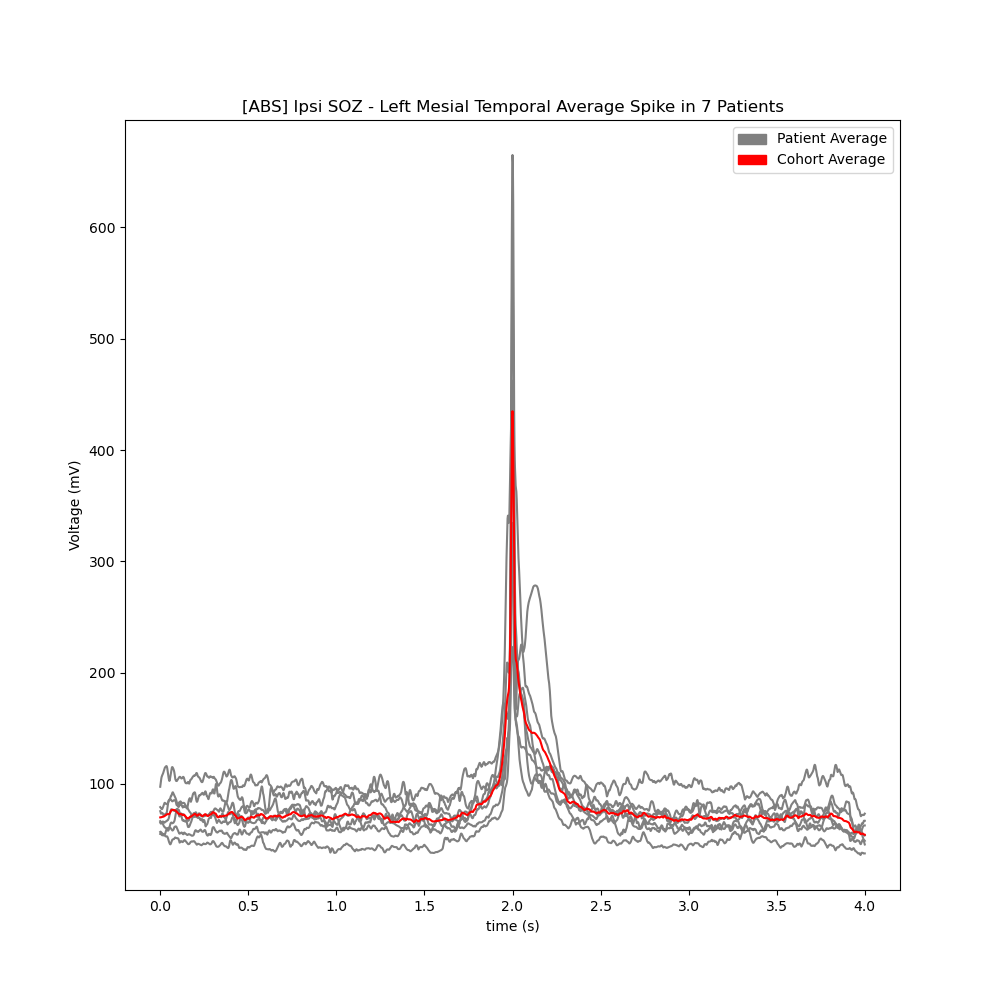 [ABS] Ipsi SOZ - Left Mesial Temporal Average Spike in 7 Patients
Patient Average
Cohort Average
600
500
400
300
200
100
Voltage (mV)
0.0 0.5 1.0 1.5 2.0 2.5 3.0 3.5 4.0
time (s)